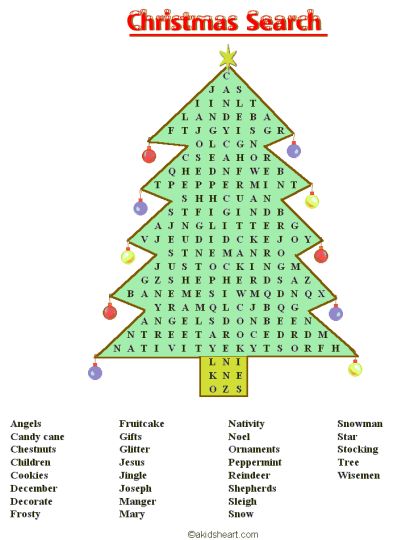 Christmas Search
C
J A S
I I N L T
L A N D E B A
F T J G Y I S G R
O L C G N
C S E A H O R
Q H E D N F W E B
T P E P P E R M I N T
S H H C U A N
S T F I G I N D B
A J N G L I T T E R G
V J E U D I D C K E J O Y
S T N E M A N R O
J U S T O C K I N G M
G Z S H E P H E R D S A Z
B A N E M E S I W M Q D N Q X
Y R A M Q L C J B Q G
A N G E L S D O N B E E N
N T R E E T A R O C E D R D M
N A T I V I T Y E K Y T S O R F H
L N I
K N E
O Z S
Angels Fruitcake Nativity Snowman
Candy cane Gifts Noel Star
Chestnuts Glitter Ornaments Stocking
Children Jesus Peppermint Tree
Cookies Jingle Reindeer Wisemen
December Joseph Shepherds
Decorate Manger Sleigh
Frosty Mary Snow
©akidsheart.com